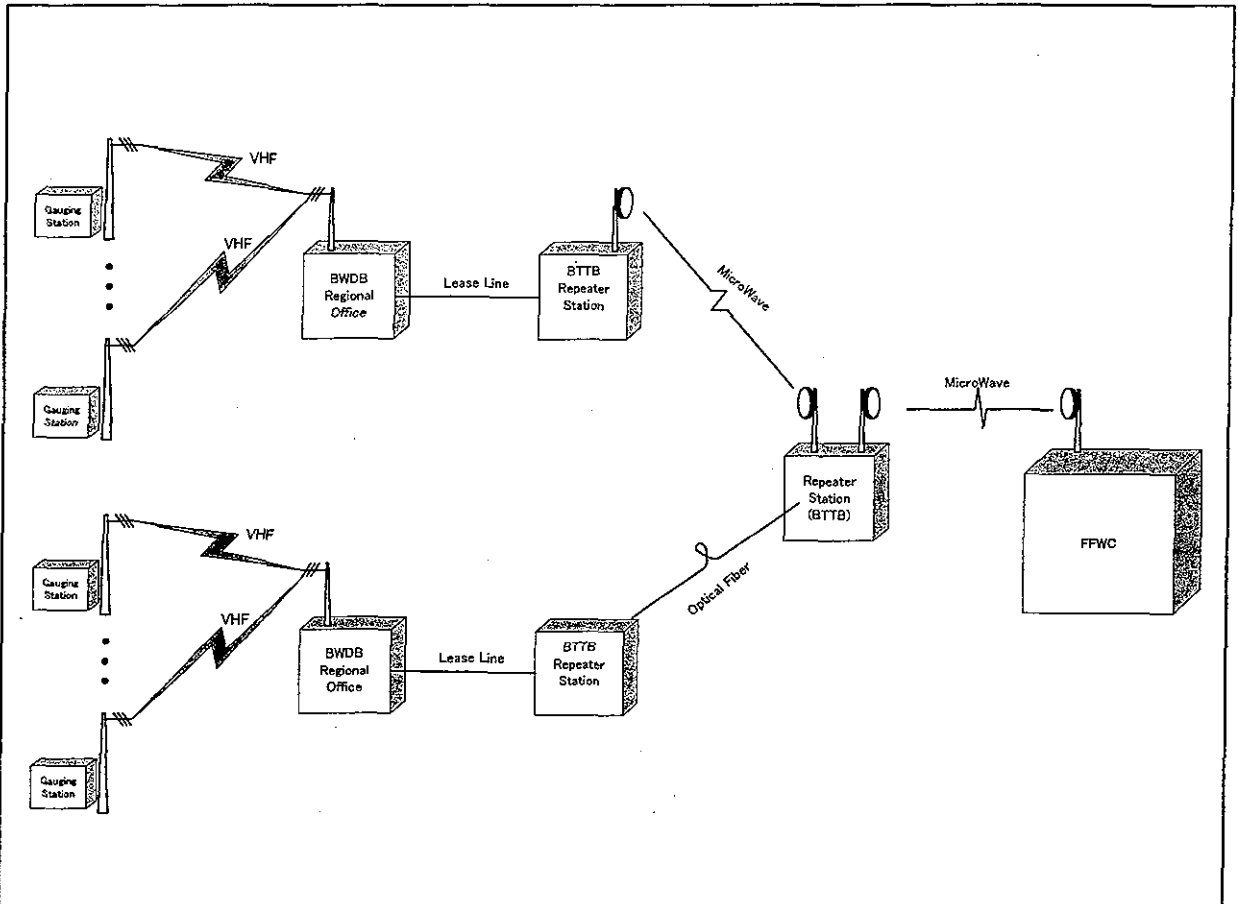 VHF
Gauging
Station
VHF
BWDB
Regional
Office
Lease Line
BTTB
Repeater
Station
MicroWave
MicroWave
Gauging
Station
Repeater
Station
(BTTB)
FFWC
VHF
Gauging
Station
VHF
BWDB
Regional
Office
Lease Line
BTTB
Repeater
Station
Optical Fiber
Gauging
Station